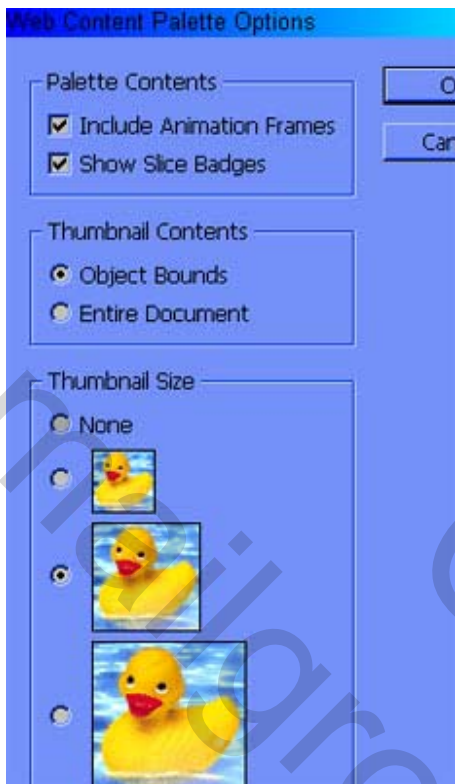 Web Content Palette Options
Palette Contents
Include Animation Frames
Show Slice Badges
Thumbnail Contents
Object Bounds
Entire Document
Thumbnail Size
None